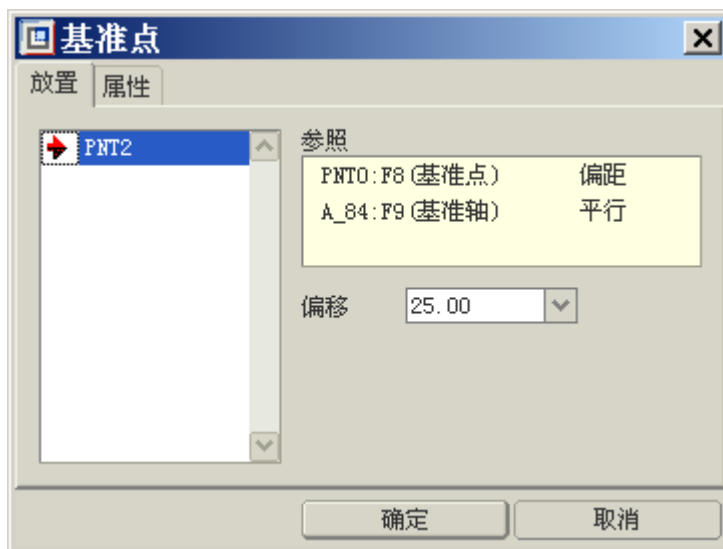 基准点
放置 属性
PNT2
参照
PNT0:F8(基准点) 偏距
A_84:F9(基准轴) 平行
偏移 25.00
确定 取消